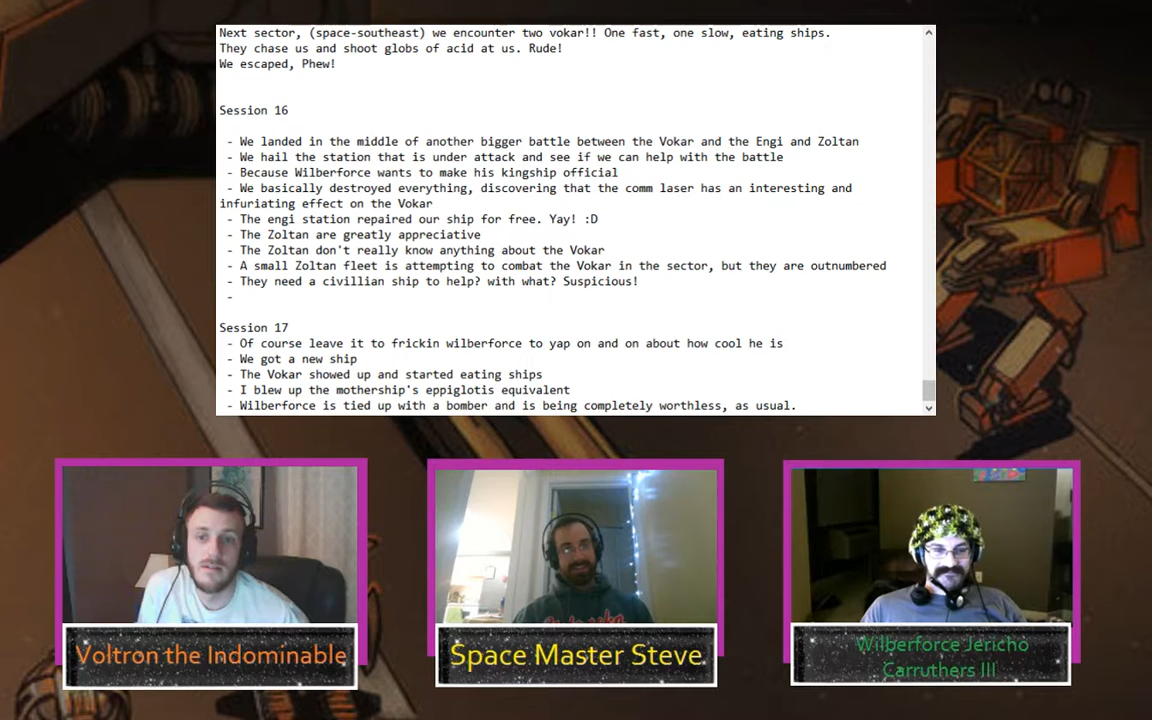 Next sector, (space-southeast) we encounter two vokar!! One fast, one slow, eating ships.
They chase us and shoot globs of acid at us. Rude!
We escaped, Phew!
Session 16
- We landed in the middle of another bigger battle between the Vokar and the Engi and Zoltan
- We hail the station that is under attack and see if we can help with the battle
- Because Wilberforce wants to make his kingship official
- We basically destroyed everything, discovering that the comm laser has an interesting and
infuriating effect on the Vokar
- The engi station repaired our ship for free. Yay! :D
- The Zoltan are greatly appreciative
- The Zoltan don't really know anything about the Vokar
- A small Zoltan fleet is attempting to combat the Vokar in the sector, but they are outnumbered
- They need a civillian ship to help? with what? Suspicious!
-
Session 17
- Of course leave it to frickin wilberforce to yap on and on about how cool he is
- We got a new ship
- The Vokar showed up and started eating ships
- I blew up the mothership's eppiglotis equivalent
- Wilberforce is tied up with a bomber and is being completely worthless, as usual.
Voltron the Indominable
Space Master Steve
Wilberforce Jericho
Carruthers III